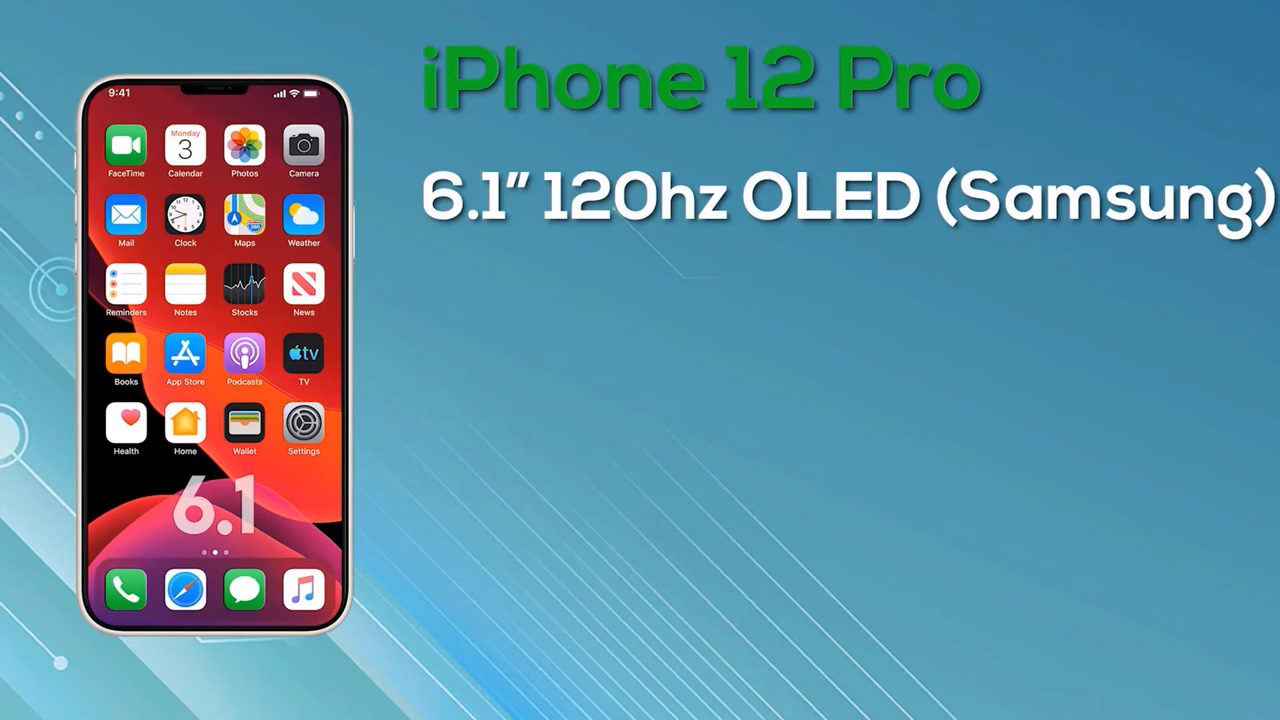 iPhone 12 Pro
6.1” 120hz OLED (Samsung)
9:41
Monday
3
FaceTime Calendar Photos Camera
280
Mail Clock Maps Weather
Reminders Notes Stocks News
tv
Books App Store Podcasts TV
Health Home Wallet Settings
6.1